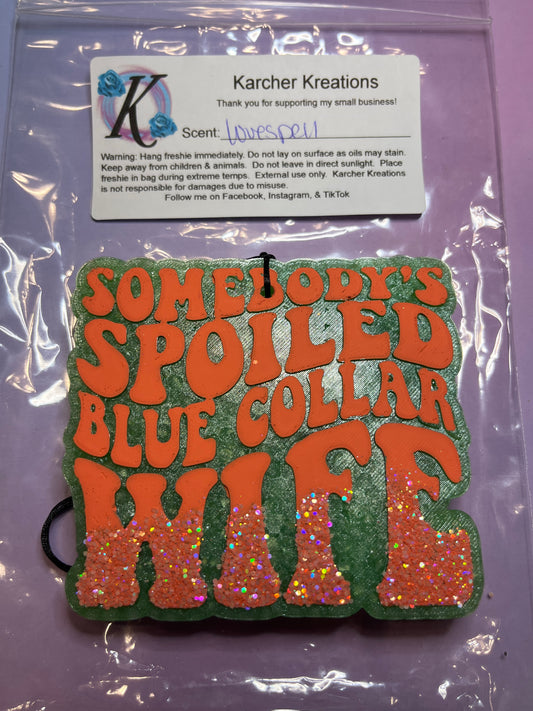 K
Karcher Kreations
Thank you for supporting my small business!
Scent: lovespell
Warning: Hang freshie immediately. Do not lay on surface as oils may stain.
Keep away from children & animals. Do not leave in direct sunlight. Place
freshie in bag during extreme temps. External use only. Karcher Kreations
is not responsible for damages due to misuse.
Follow me on Facebook, Instagram, & TikTok
SOMEBODY'S
SPOILED
BLUE COLLAR
WIFE